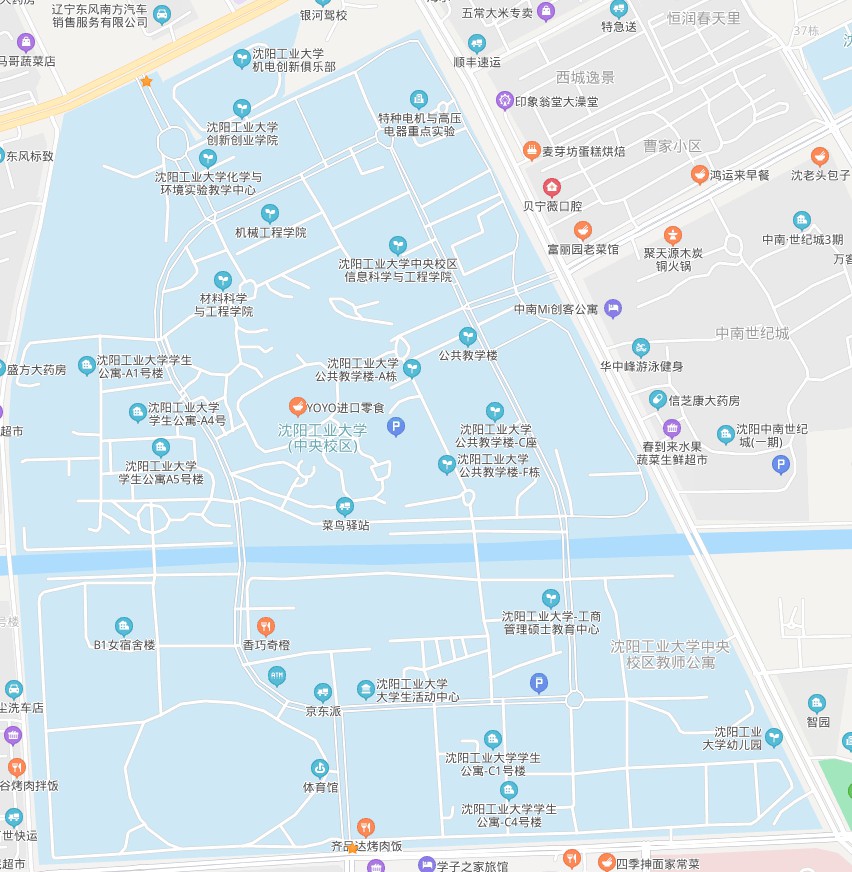 辽宁东风南方汽车
销售服务有限公司
银河驾校
五常大米专卖
特急送
恒润春天里
37栋
马哥蔬菜店
沈阳工业大学
机电创新俱乐部
顺丰速运
西城逸景
印象翁堂大澡堂
特种电机与高压
电器重点实验
沈阳工业大学
创新创业学院
曹家小区
麦芽坊蛋糕烘焙
东风标致
沈阳工业大学化学与
环境实验教学中心
鸿运来早餐
沈老头包子
贝宁薇口腔
机械工程学院
富丽园老菜馆
聚天源木炭
铜火锅
中南·世纪城3期
沈阳工业大学中央校区
信息科学与工程学院
万客
材料科学
与工程学院
中南Mi创客公寓
中南世纪城
公共教学楼
沈阳工业大学学生
公寓-A1号楼
盛方大药房
沈阳工业大学
公共教学楼-A栋
华中峰游泳健身
沈阳工业大学
学生公寓-A4号
YOYO进口零食
信芝康大药房
沈阳工业大学
(中央校区)
P
沈阳工业大学
公共教学楼-C座
春到来水果
蔬菜生鲜超市
沈阳中南世纪
城(一期)
超市
沈阳工业大学
学生公寓A5号楼
沈阳工业大学
公共教学楼-F栋
P
菜鸟驿站
沈阳工业大学-工商
管理硕士教育中心
号楼
B1女宿舍楼
香巧奇橙
沈阳工业大学中央
校区教师公寓
ATM
沈阳工业大学
大学生活动中心
P
京东派
尘洗车店
智园
沈阳工业
大学幼儿园
沈阳工业大学学生
公寓-C1号楼
谷烤肉拌饭
体育馆
沈阳工业大学学生
公寓-C4号楼
世快运
齐品达烤肉饭
超市
学子之家旅馆
四季抻面家常菜